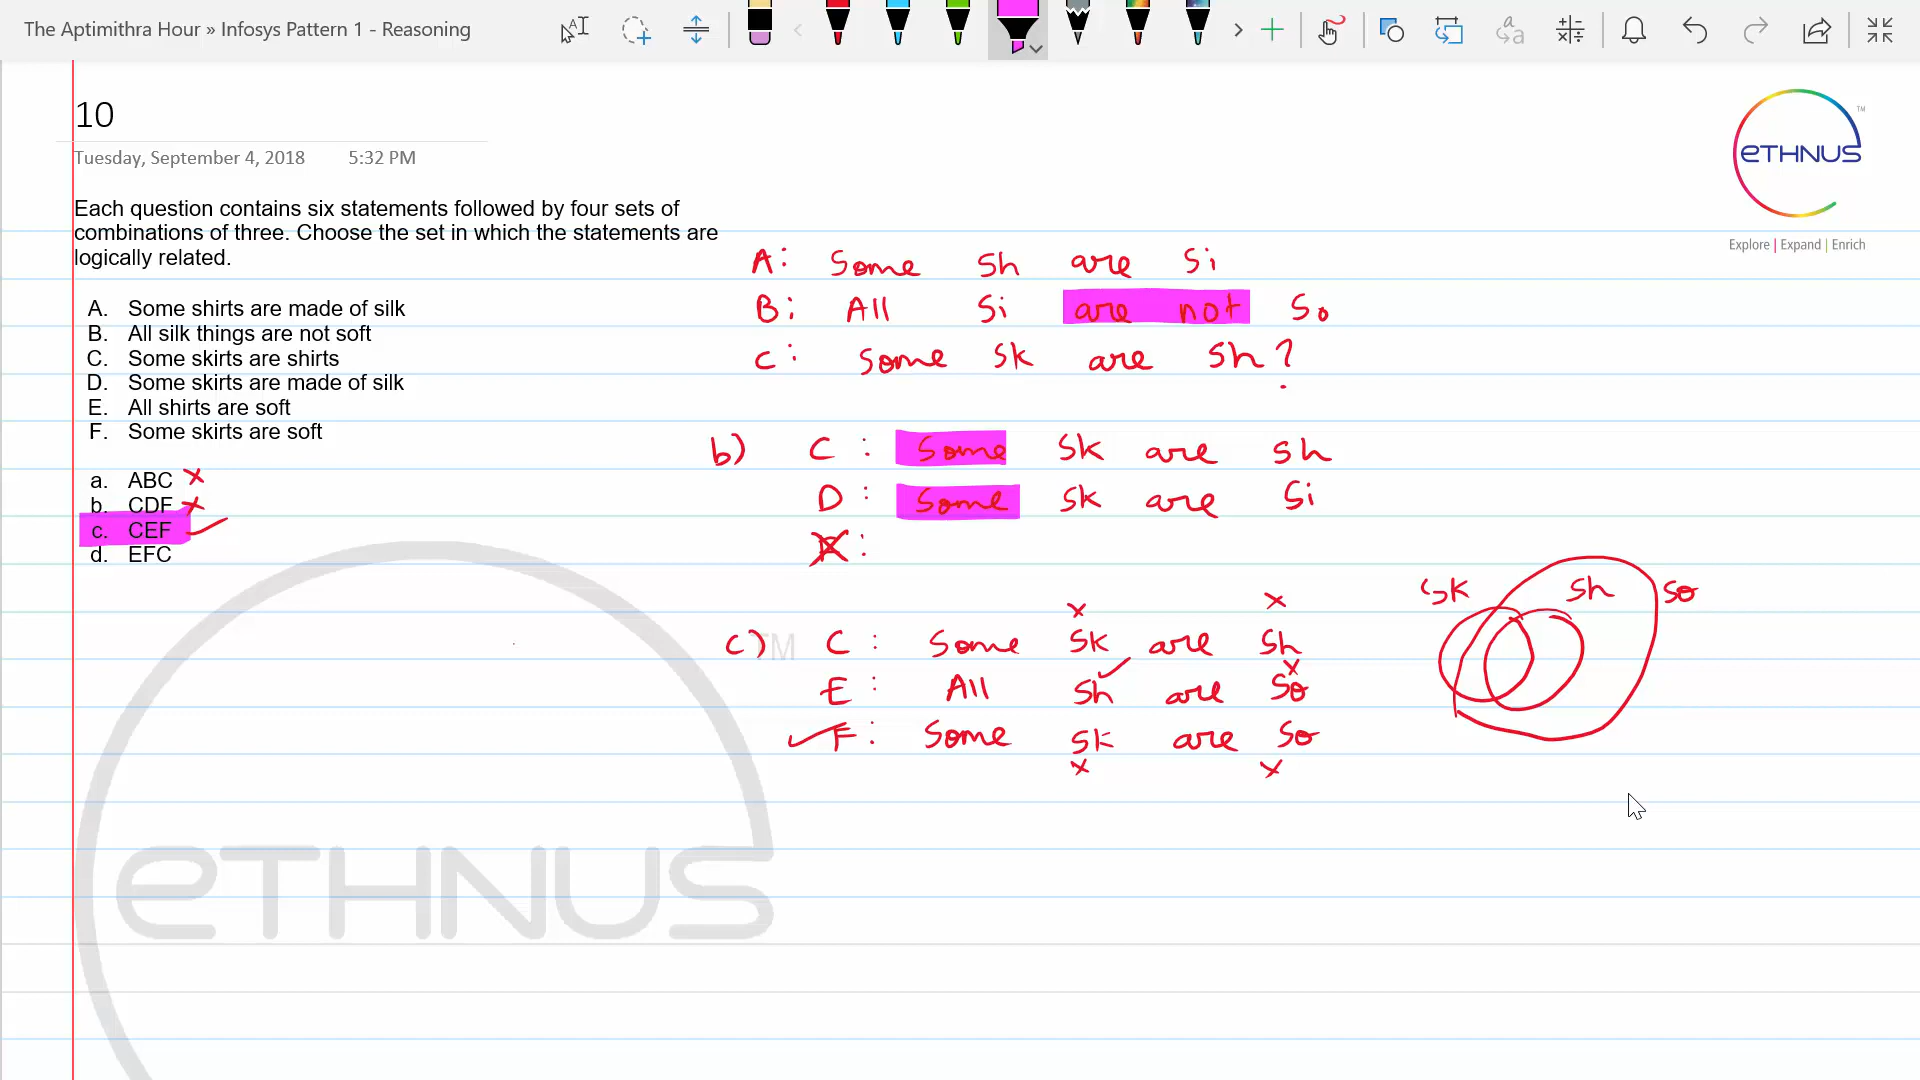 The Aptimithra Hour » Infosys Pattern 1 - Reasoning
10
Tuesday, September 4, 2018 5:32 PM
ETHNUS
TM
Explore | Expand | Enrich
Each question contains six statements followed by four sets of
combinations of three. Choose the set in which the statements are
logically related.
A. Some shirts are made of silk
B. All silk things are not soft
C. Some skirts are shirts
D. Some skirts are made of silk
E. All shirts are soft
F. Some skirts are soft
a. ABC x
b. CDF x
c. CEF ✓
d. EFC
A: Some Sh are Si
B: All Si are not So
C: Some Sk are Sh ?
b) C : Some Sk are Sh
D : Some Sk are Si
x x
c) C : Some Sk are Sh
E : All Sh ✓ are So x
✓ F : Some Sk are So
x x
Sk Sh So
TM
ETHNUS